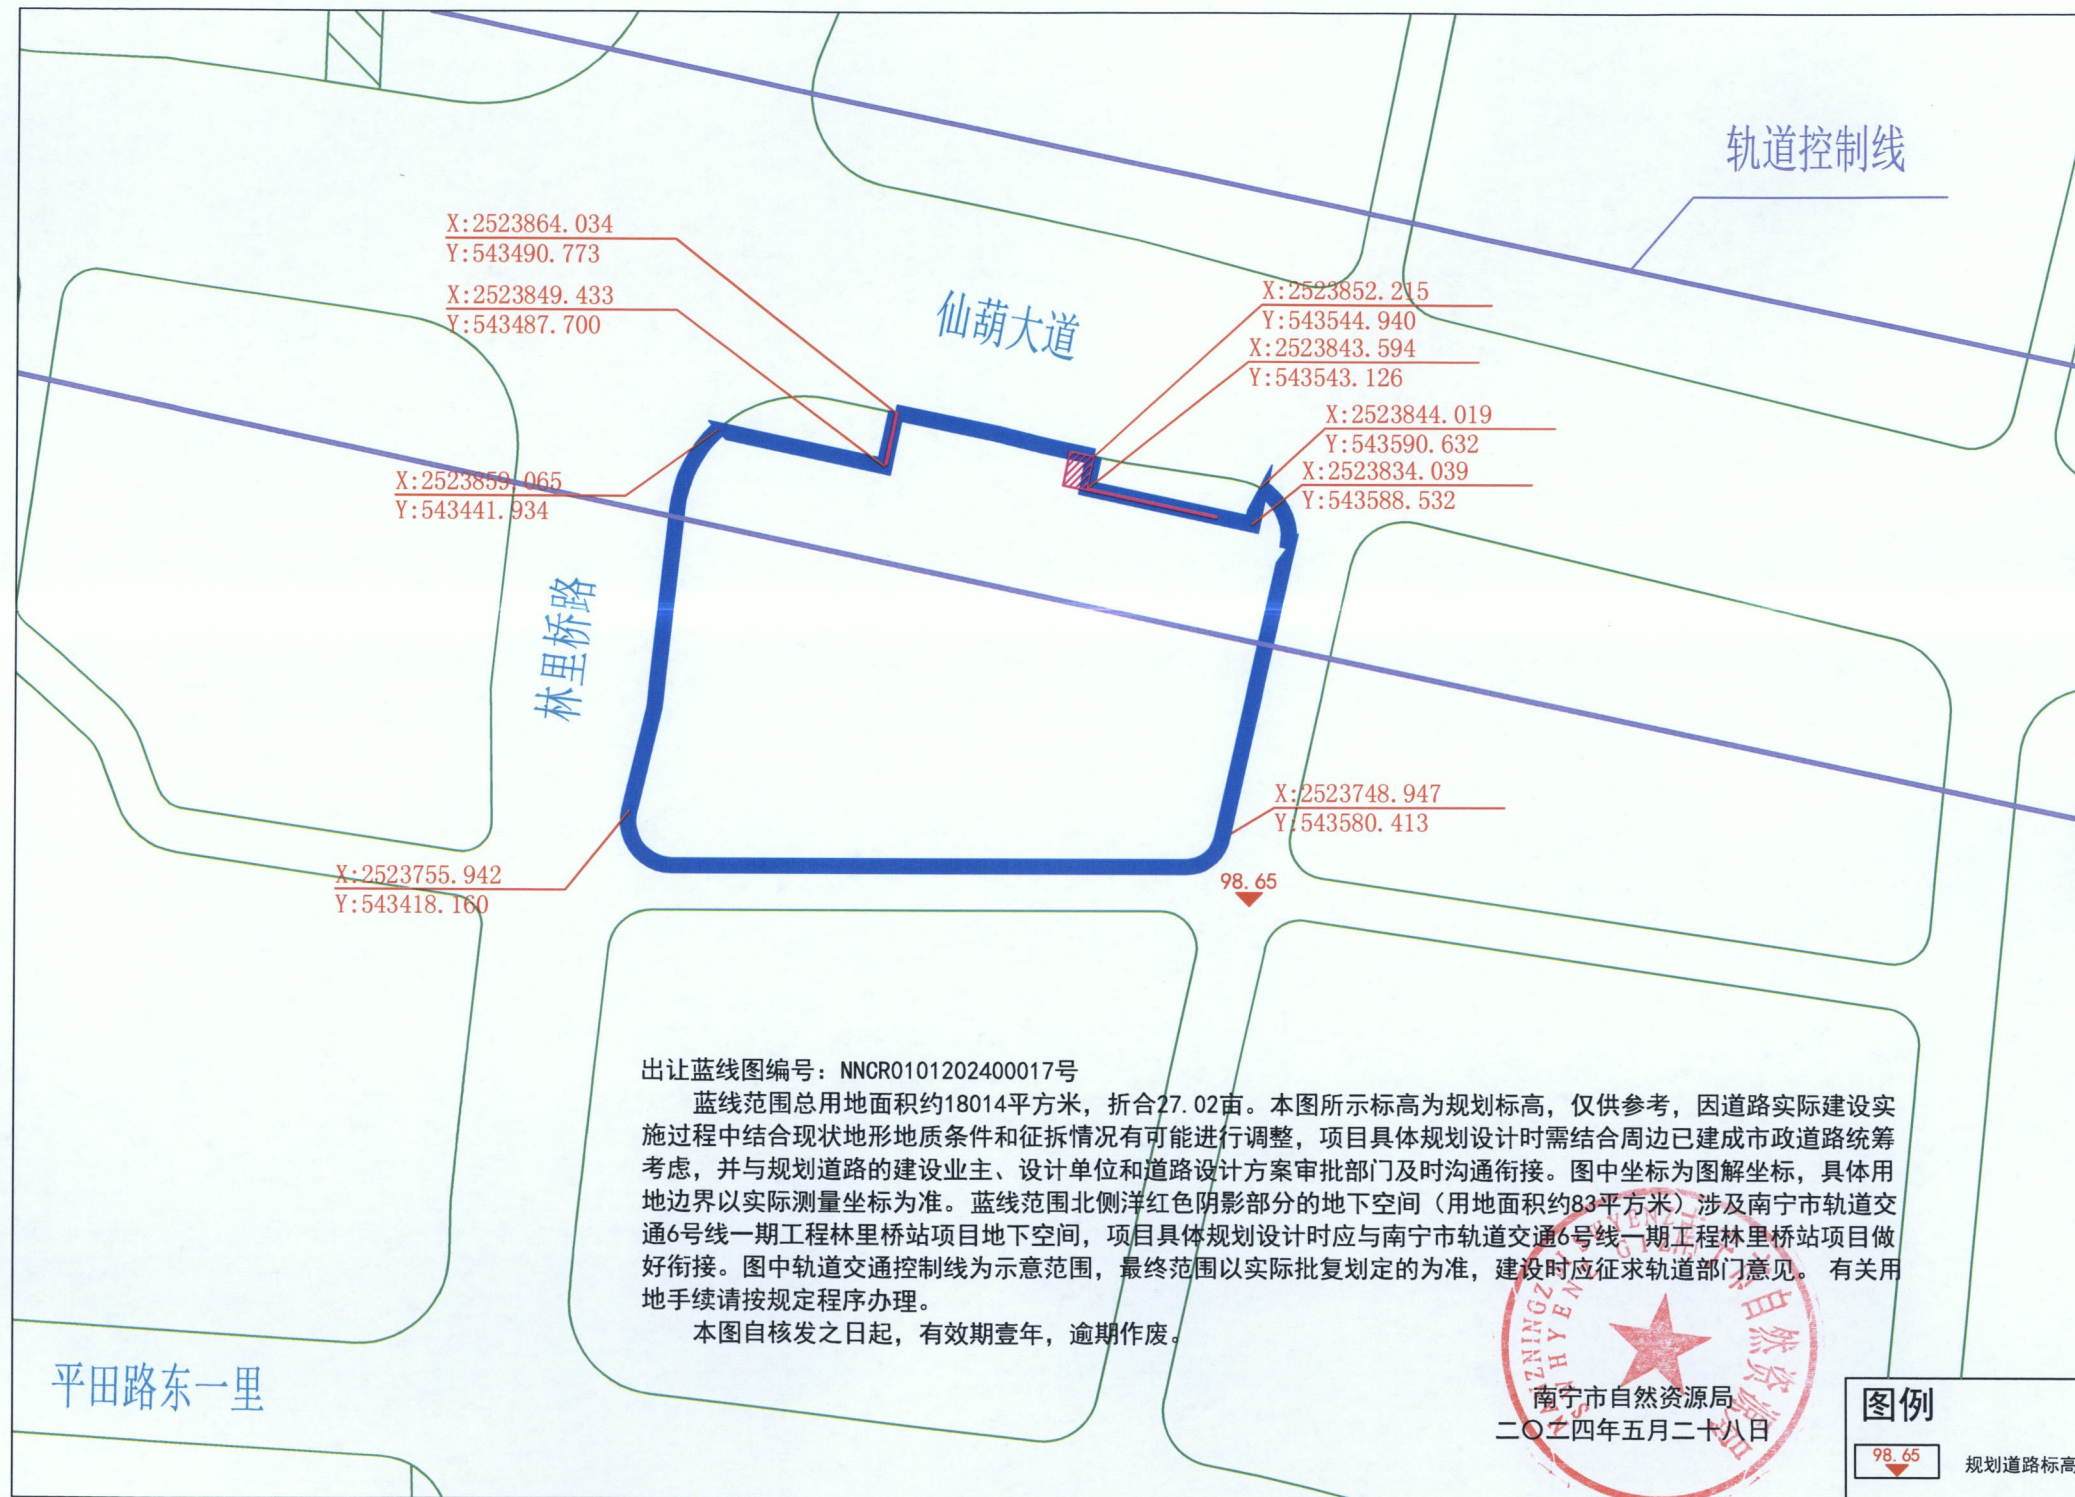 轨道控制线
X:2523864.034
Y:543490.773
X:2523849.433
Y:543487.700
仙葫大道
X:2523852.215
Y:543544.940
X:2523843.594
Y:543543.126
X:2523844.019
Y:543590.632
X:2523834.039
Y:543588.532
X:2523859.065
Y:543441.934
林里桥路
X:2523748.947
Y:543580.413
X:2523755.942
Y:543418.160
98.65
出让蓝线图编号：NNCR0101202400017号
蓝线范围总用地面积约18014平方米，折合27.02亩。本图所示标高为规划标高，仅供参考，因道路实际建设实
施过程中结合现状地形地质条件和征拆情况有可能进行调整，项目具体规划设计时需结合周边已建成市政道路统筹
考虑，并与规划道路的建设业主、设计单位和道路设计方案审批部门及时沟通衔接。图中坐标为图解坐标，具体用
地边界以实际测量坐标为准。蓝线范围北侧洋红色阴影部分的地下空间（用地面积约83平方米）涉及南宁市轨道交
通6号线一期工程林里桥站项目地下空间，项目具体规划设计时应与南宁市轨道交通6号线一期工程林里桥站项目做
好衔接。图中轨道交通控制线为示意范围，最终范围以实际批复划定的为准，建设时应征求轨道部门意见。 有关用
地手续请按规定程序办理。
本图自核发之日起，有效期壹年，逾期作废。
平田路东一里
南宁市自然资源局
南宁市自然资源局
二〇二四年五月二十八日
图例
98.65
规划道路标高